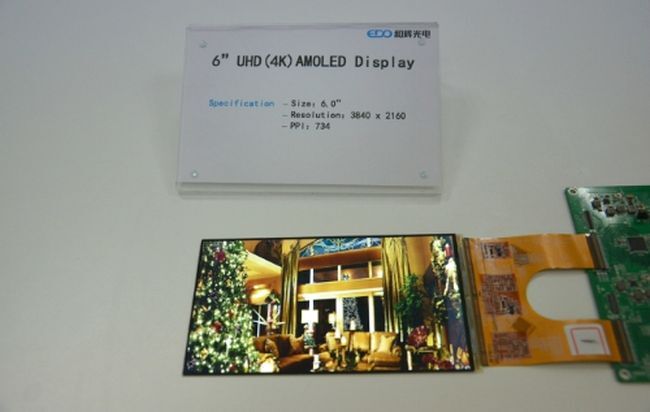 EDO 和辉光电
6" UHD(4K) AMOLED Display
Specification – Size: 6.0"
– Resolution: 3840 x 2160
– PPI: 734